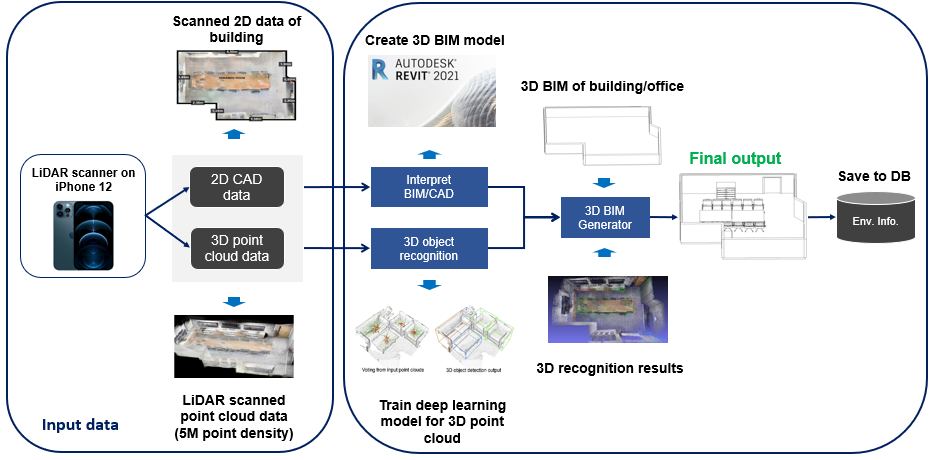 Scanned 2D data of
building
LiDAR scanner on
iPhone 12
2D CAD
data
3D point
cloud data
LiDAR scanned
point cloud data
(5M point density)
Input data
Create 3D BIM model
AUTODESK®
REVIT® 2021
Interpret
BIM/CAD
3D object
recognition
Voting from input point clouds
3D object detection output
Train deep learning
model for 3D point
cloud
3D BIM of building/office
3D BIM
Generator
3D recognition results
Final output
Save to DB
Env. Info.